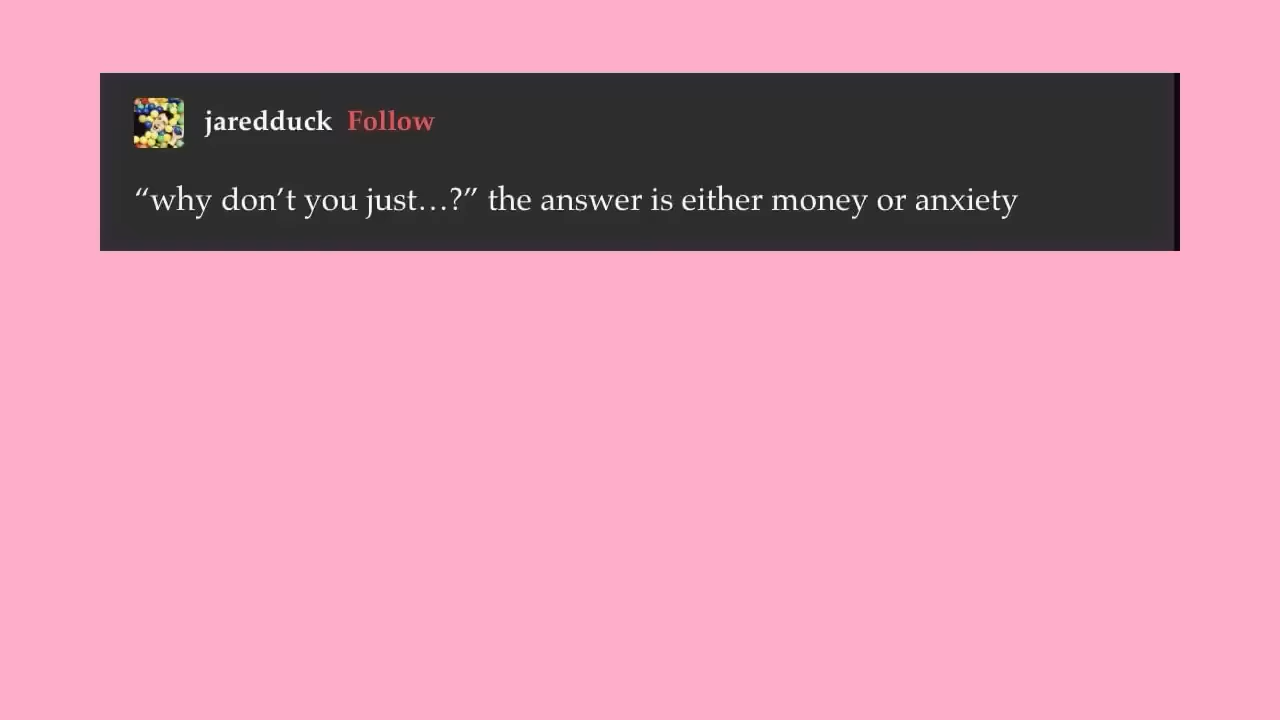 jaredduck Follow
“why don’t you just...?” the answer is either money or anxiety